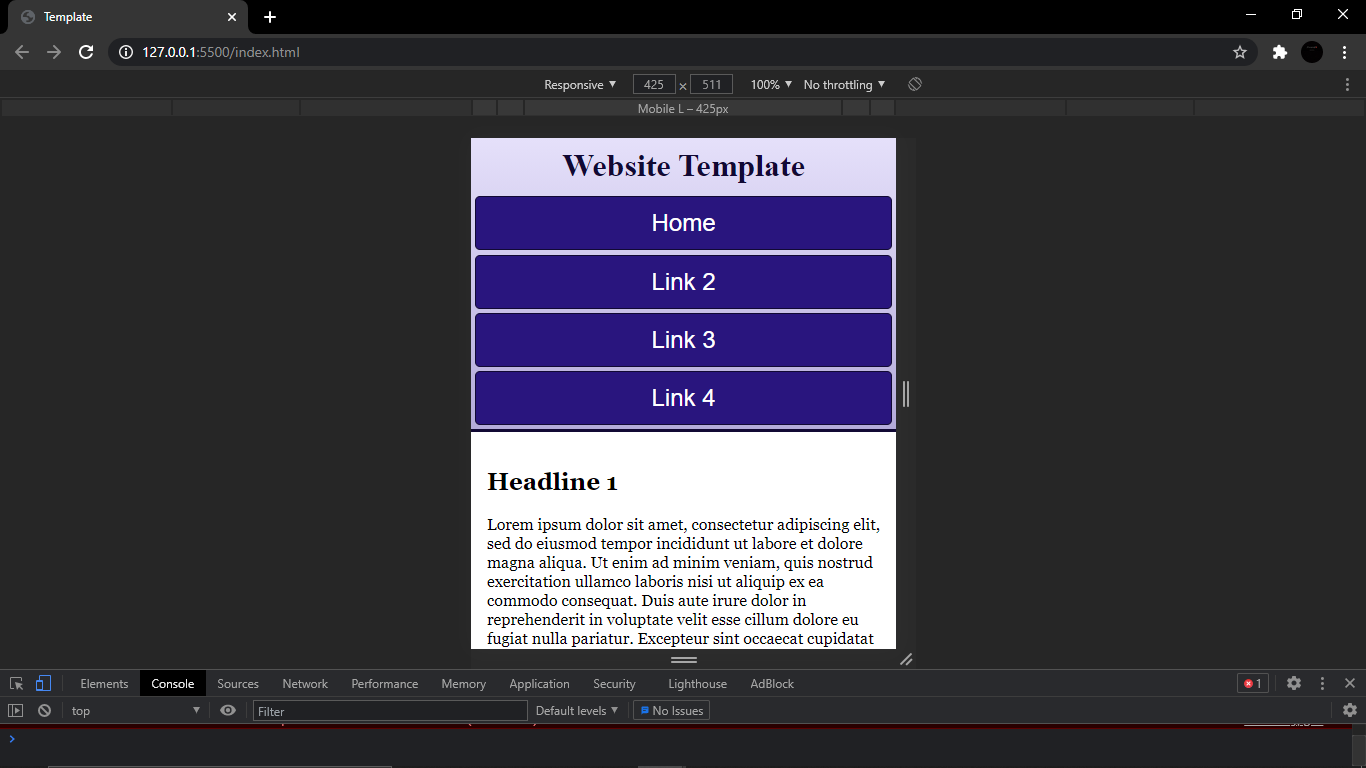 Template
127.0.0.1:5500/index.html
Responsive 425 × 511 100% No throttling
Mobile L – 425px
Website Template
Home
Link 2
Link 3
Link 4
Headline 1
Lorem ipsum dolor sit amet, consectetur adipiscing elit,
sed do eiusmod tempor incididunt ut labore et dolore
magna aliqua. Ut enim ad minim veniam, quis nostrud
exercitation ullamco laboris nisi ut aliquip ex ea
commodo consequat. Duis aute irure dolor in
reprehenderit in voluptate velit esse cillum dolore eu
fugiat nulla pariatur. Excepteur sint occaecat cupidatat
Elements Console Sources Network Performance Memory Application Security Lighthouse AdBlock 1
top Filter Default levels No Issues